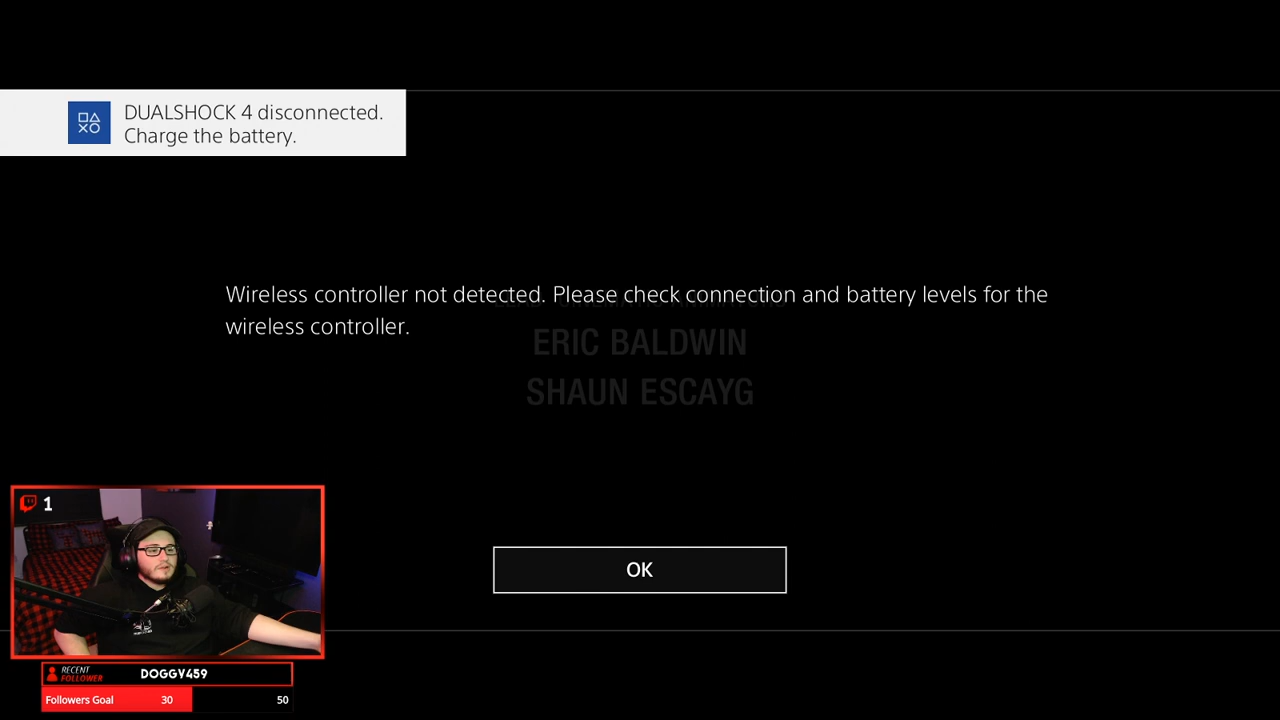 DUALSHOCK 4 disconnected.
Charge the battery.
Wireless controller not detected. Please check connection and battery levels for the
wireless controller.
ERIC BALDWIN
SHAUN ESCAYG
OK
1
RECENT
FOLLOWER
DOGGY459
Followers Goal 30 50